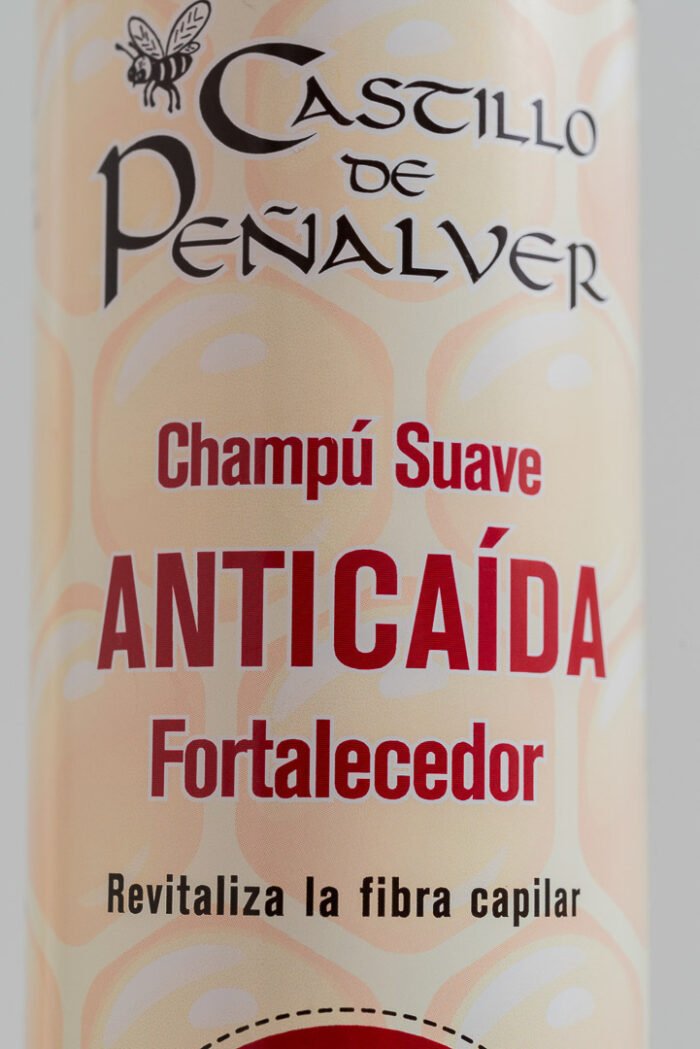 CASTILLO
DE
PEÑALVER
Champú Suave
ANTICAÍDA
Fortalecedor
Revitaliza la fibra capilar